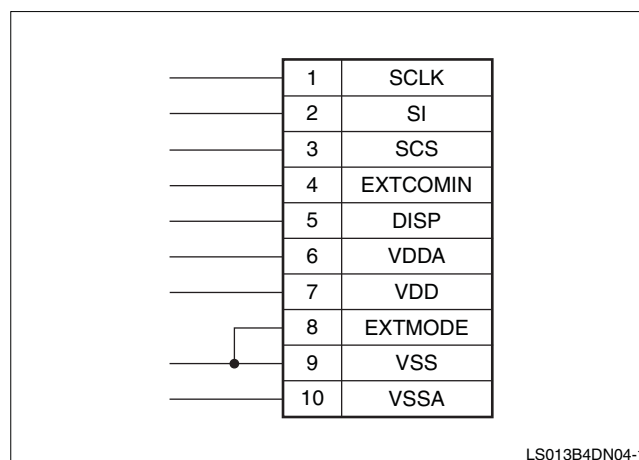 1 SCLK
2 SI
3 SCS
4 EXTCOMIN
5 DISP
6 VDDA
7 VDD
8 EXTMODE
9 VSS
10 VSSA
LS013B4DN04-